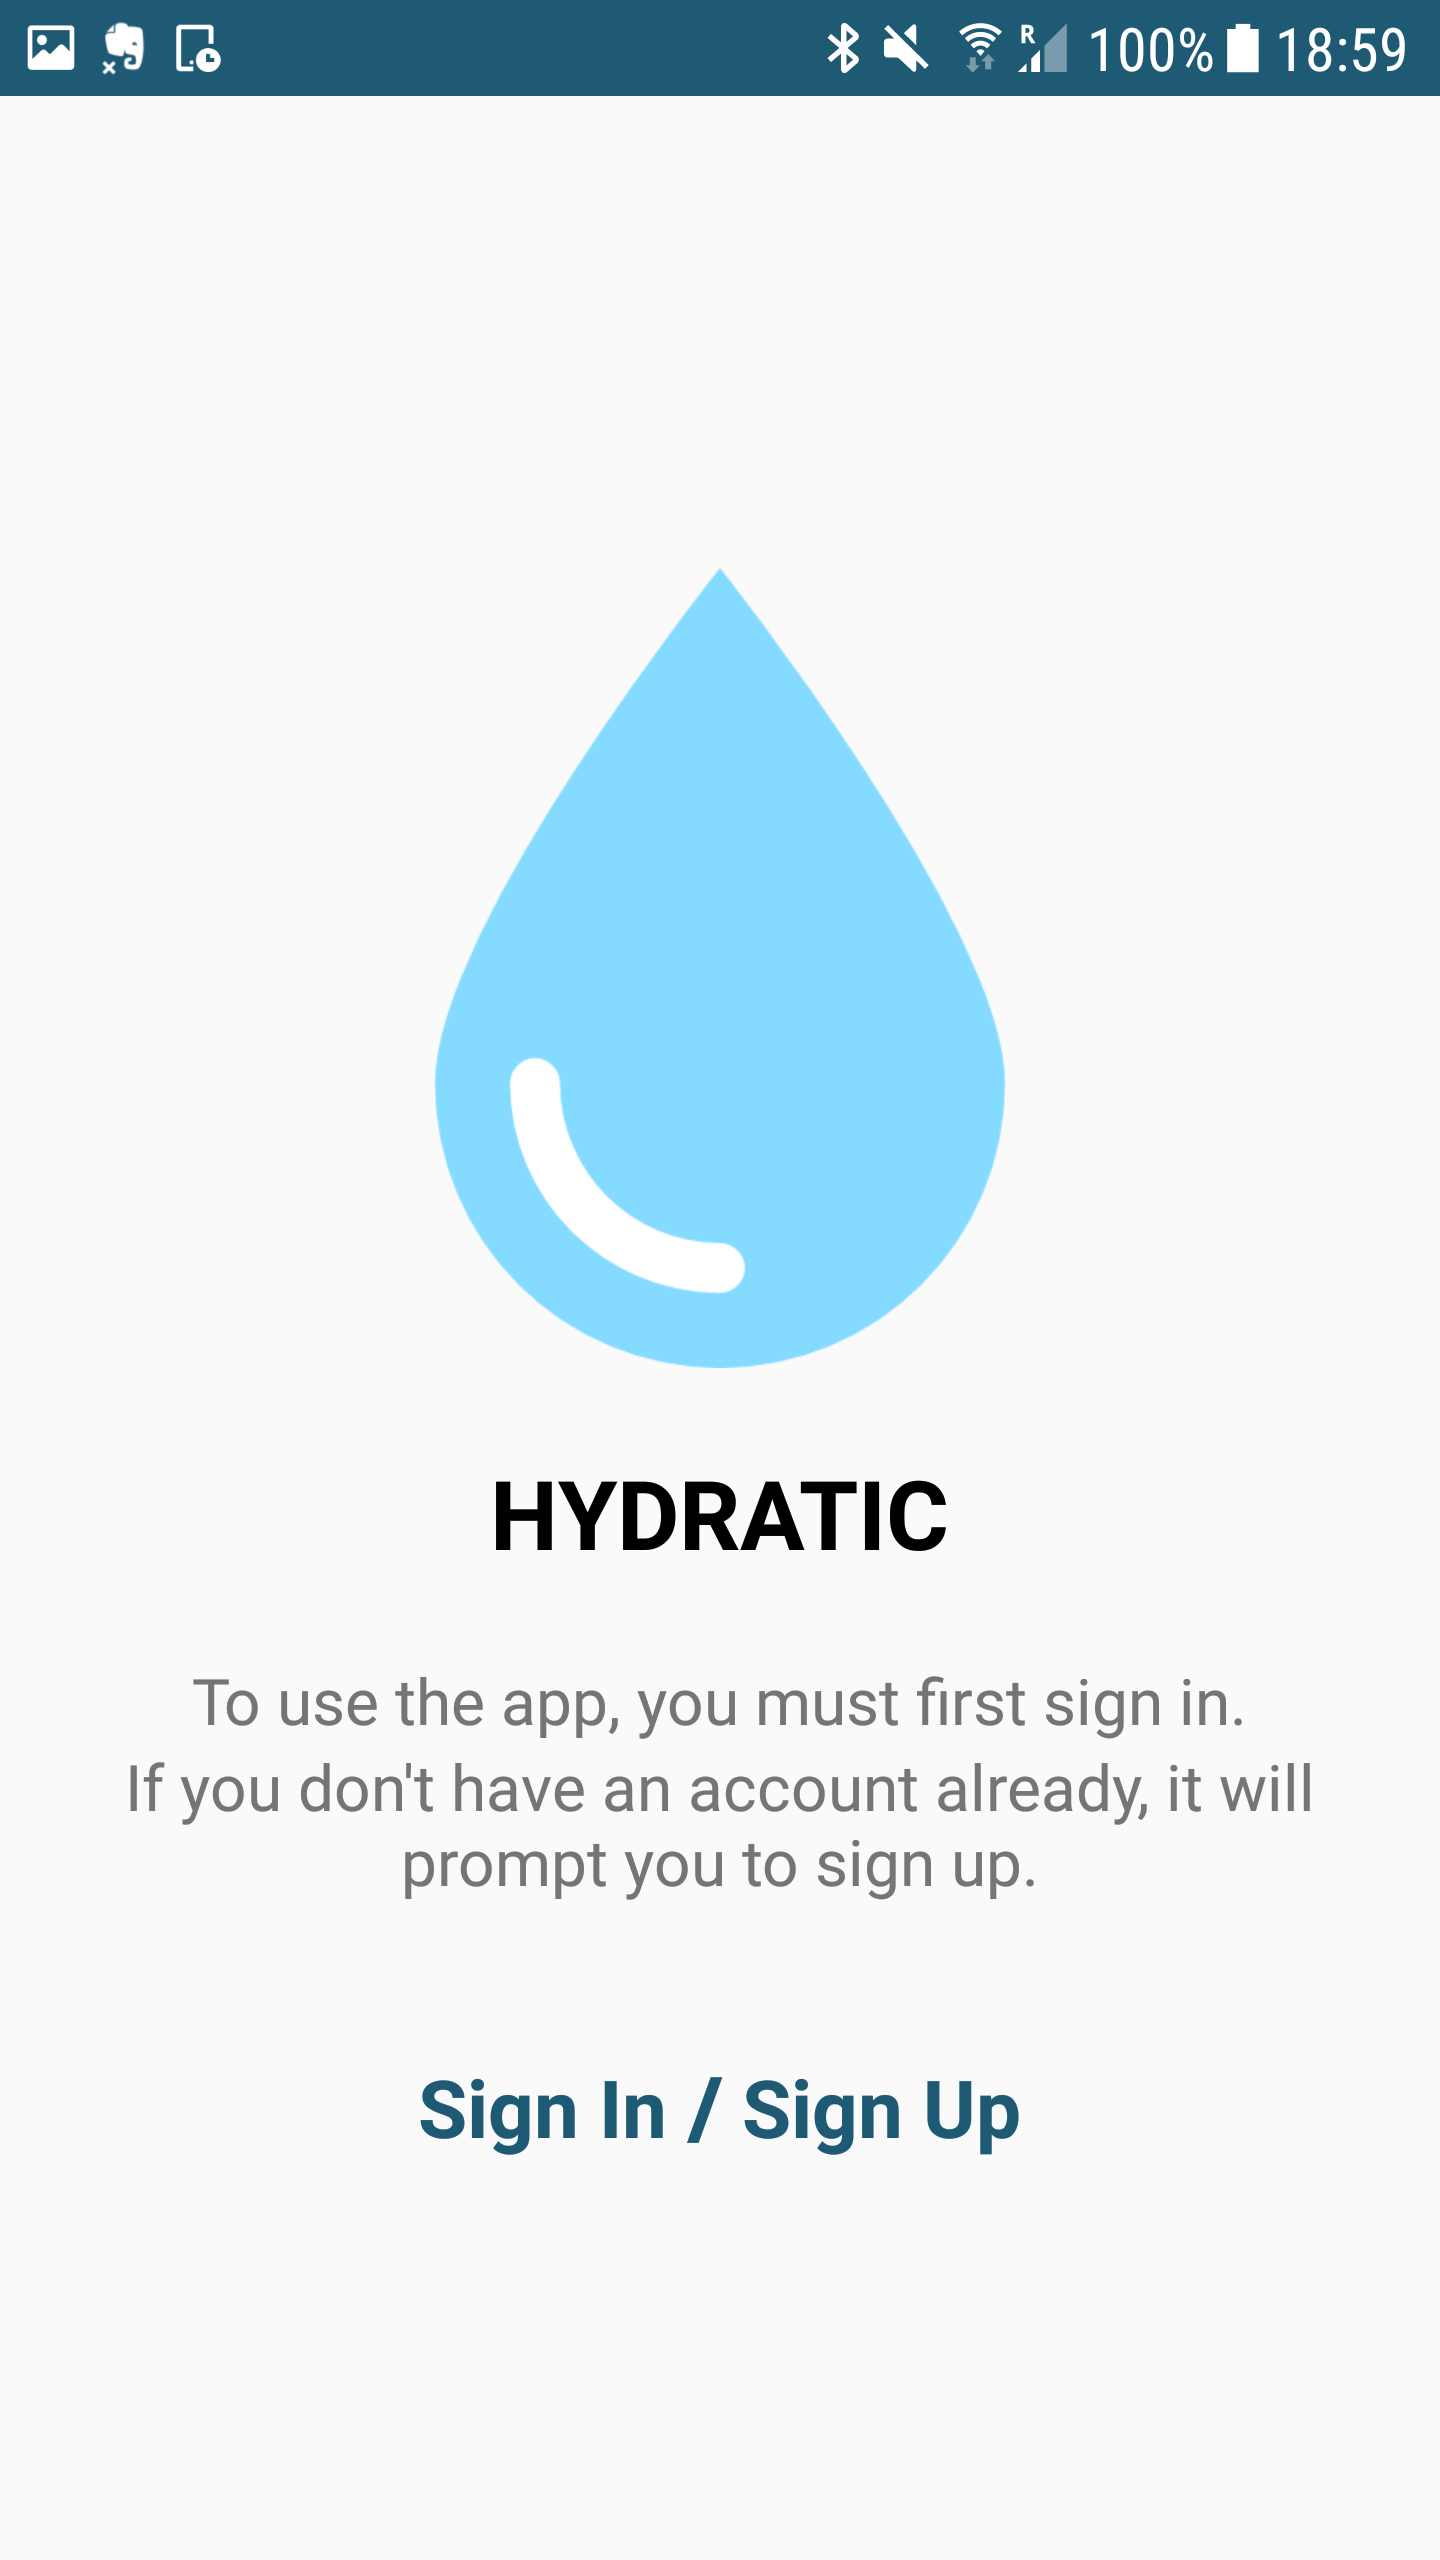 R 100% 18:59
HYDRATIC
To use the app, you must first sign in.
If you don't have an account already, it will
prompt you to sign up.
Sign In / Sign Up